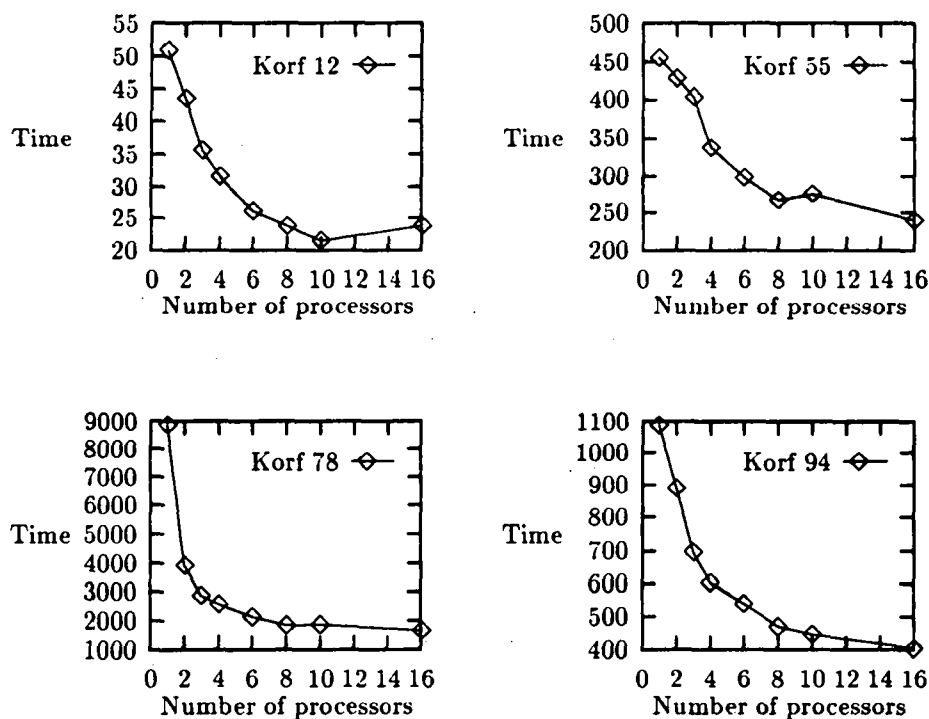 55
50
45
40
35
30
25
20
Time
Korf 12
0 2 4 6 8 10 12 14 16
Number of processors
500
450
400
350
300
250
200
Time
Korf 55
0 2 4 6 8 10 12 14 16
Number of processors
9000
8000
7000
6000
5000
4000
3000
2000
1000
Time
Korf 78
0 2 4 6 8 10 12 14 16
Number of processors
1100
1000
900
800
700
600
500
400
Time
Korf 94
0 2 4 6 8 10 12 14 16
Number of processors